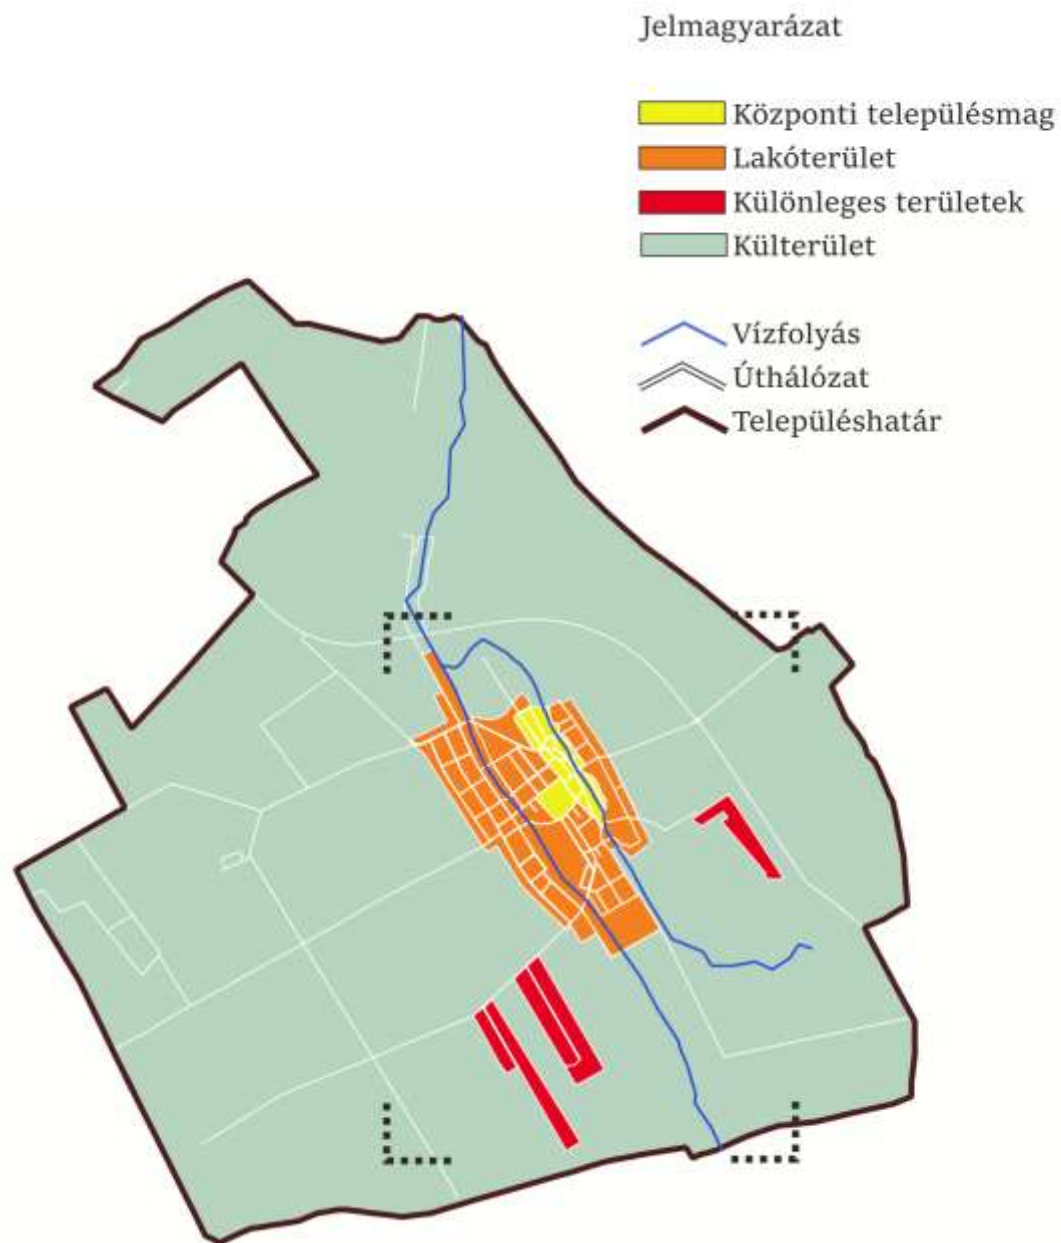 Jelmagyarázat
Központi településmag
Lakóterület
Különleges területek
Külterület
Vízfolyás
Úthálózat
Településhatár